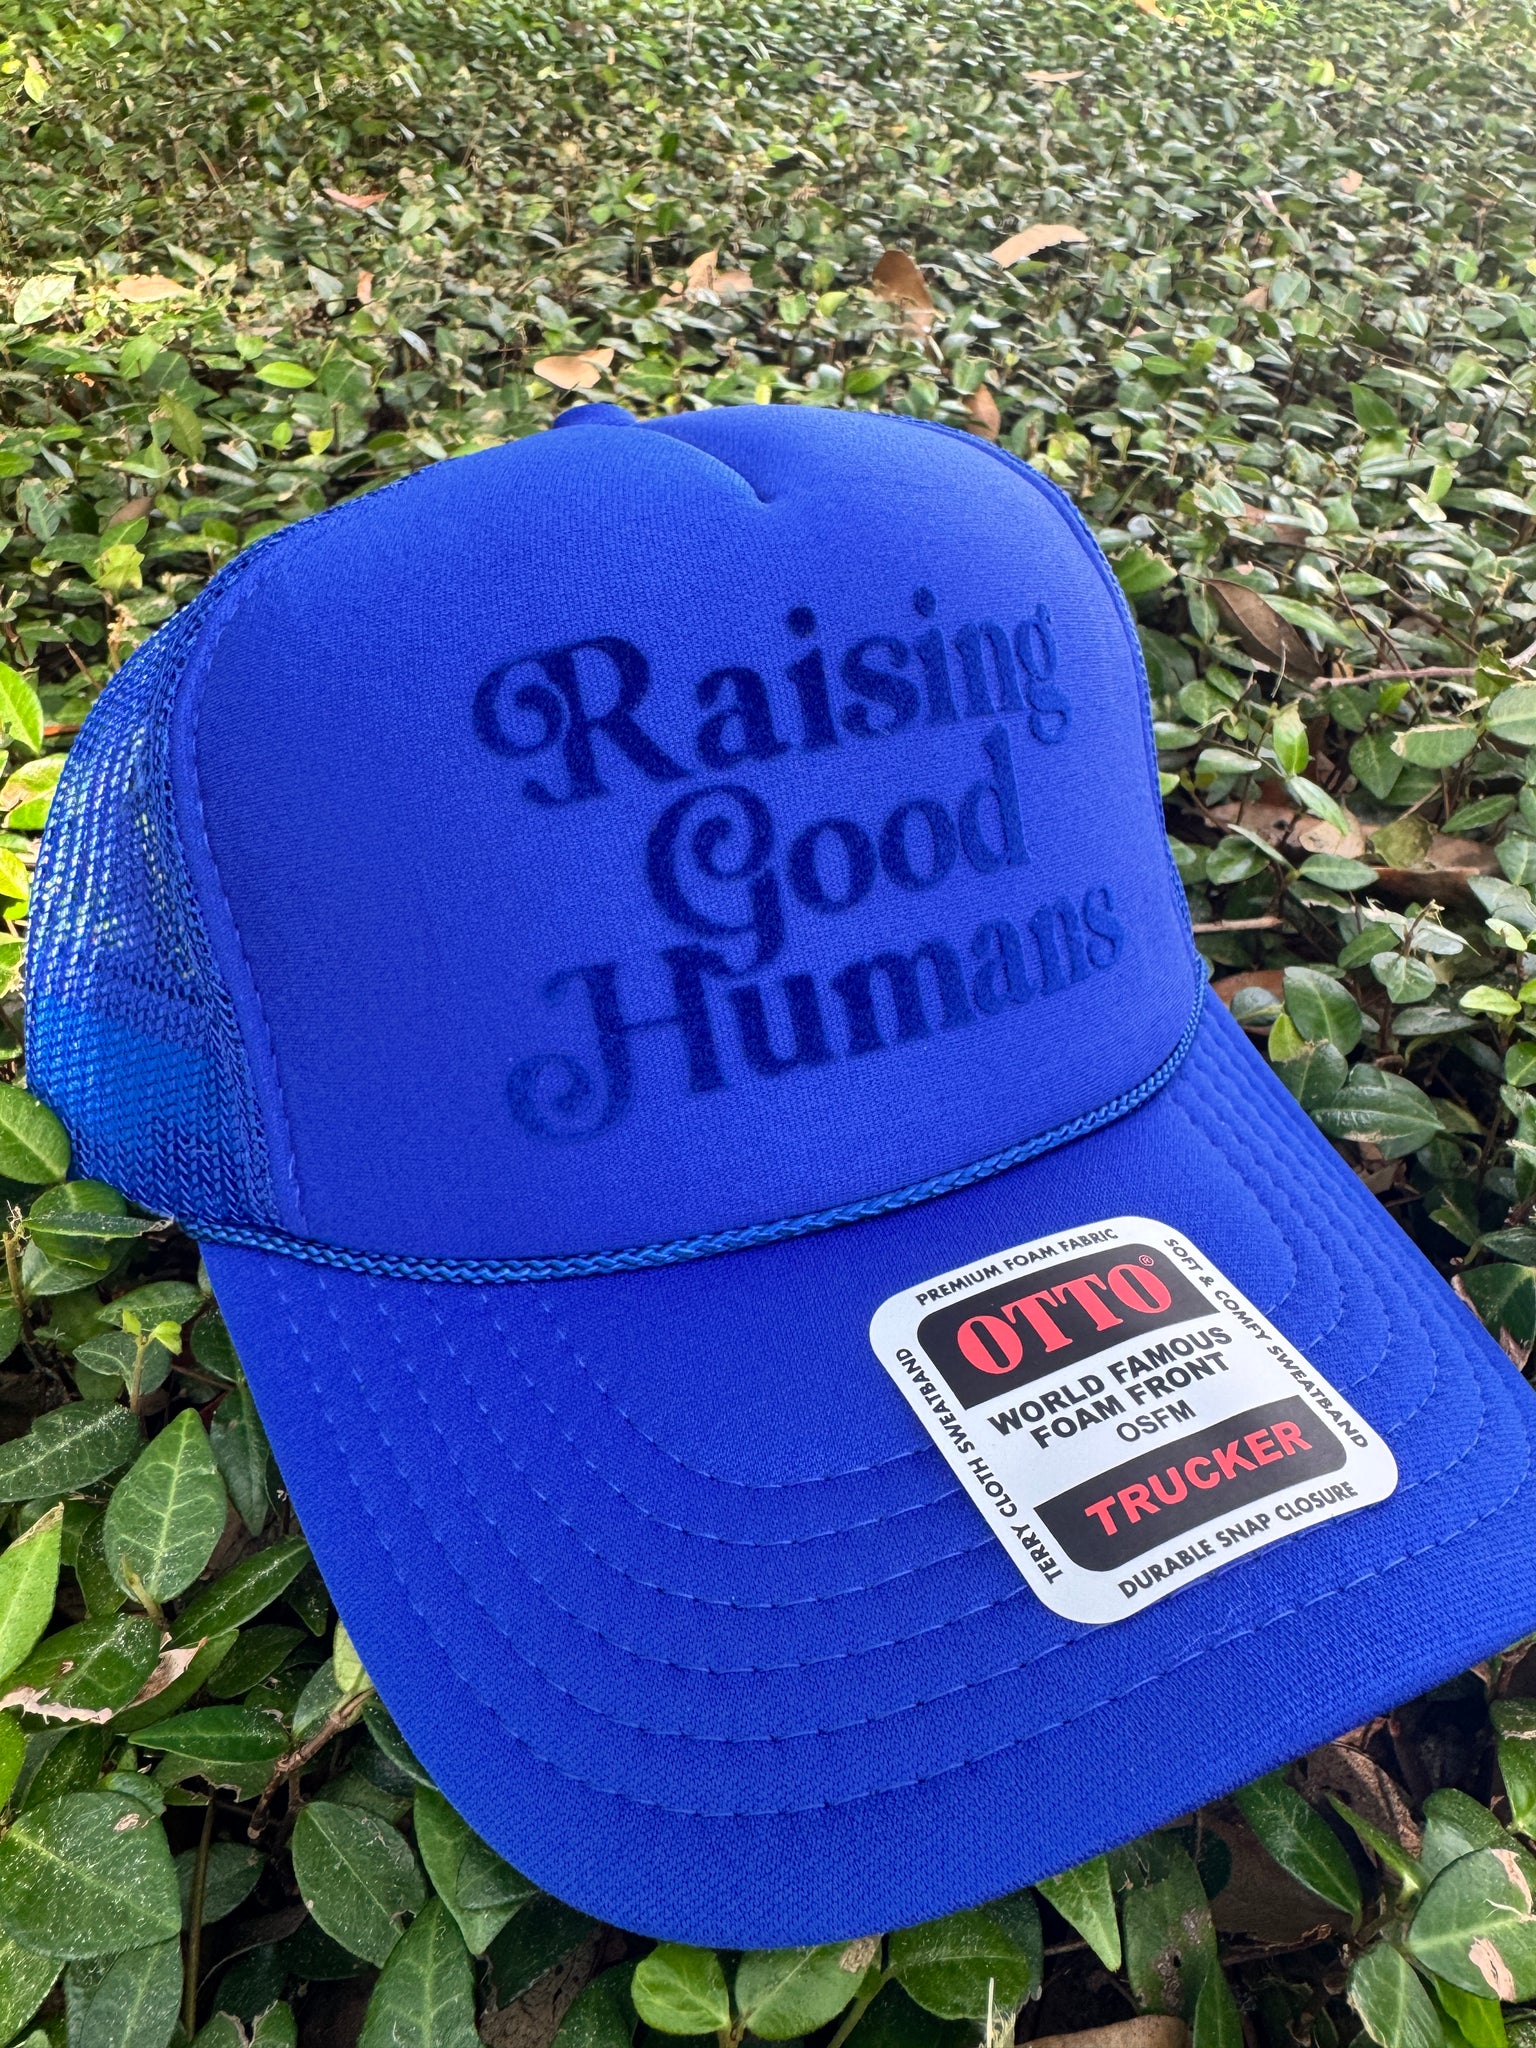 Raising
Good
Humans
PREMIUM FOAM FABRIC
SOFT & COMFY SWEATBAND
OTTO®
WORLD FAMOUS
FOAM FRONT
OSFM
TRUCKER
TERRY CLOTH SWEATBAND
DURABLE SNAP CLOSURE